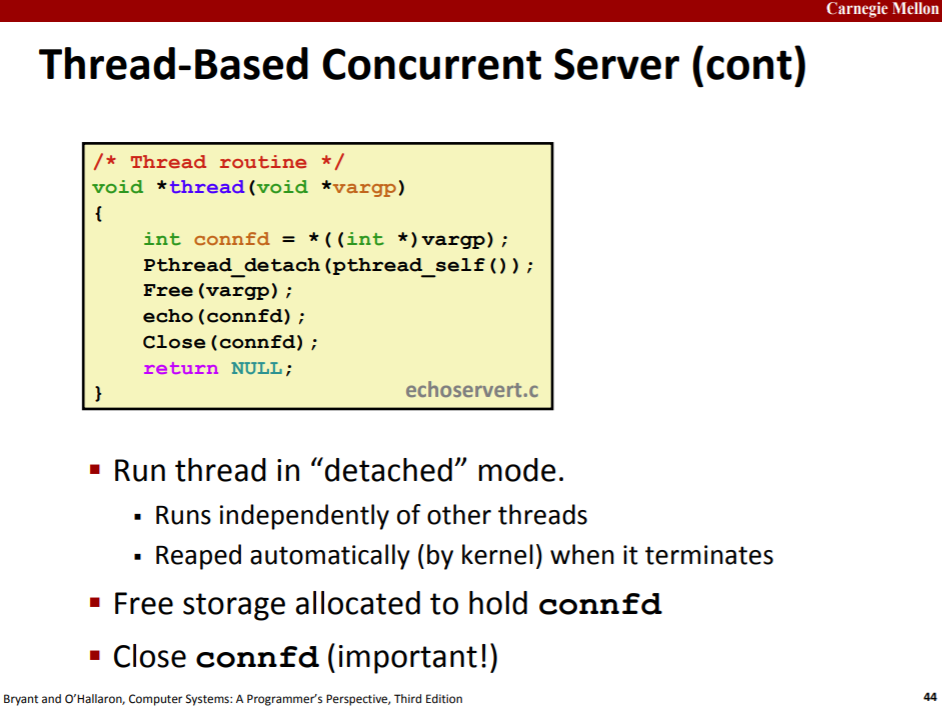 Carnegie Mellon
Thread-Based Concurrent Server (cont)
/* Thread routine */
void *thread(void *vargp)
{
    int connfd = *((int *)vargp);
    Pthread_detach(pthread_self());
    Free(vargp);
    echo(connfd);
    Close(connfd);
    return NULL;
}
echoservert.c
▪ Run thread in “detached” mode.
▪ Runs independently of other threads
▪ Reaped automatically (by kernel) when it terminates
▪ Free storage allocated to hold connfd
▪ Close connfd (important!)
Bryant and O’Hallaron, Computer Systems: A Programmer’s Perspective, Third Edition
44